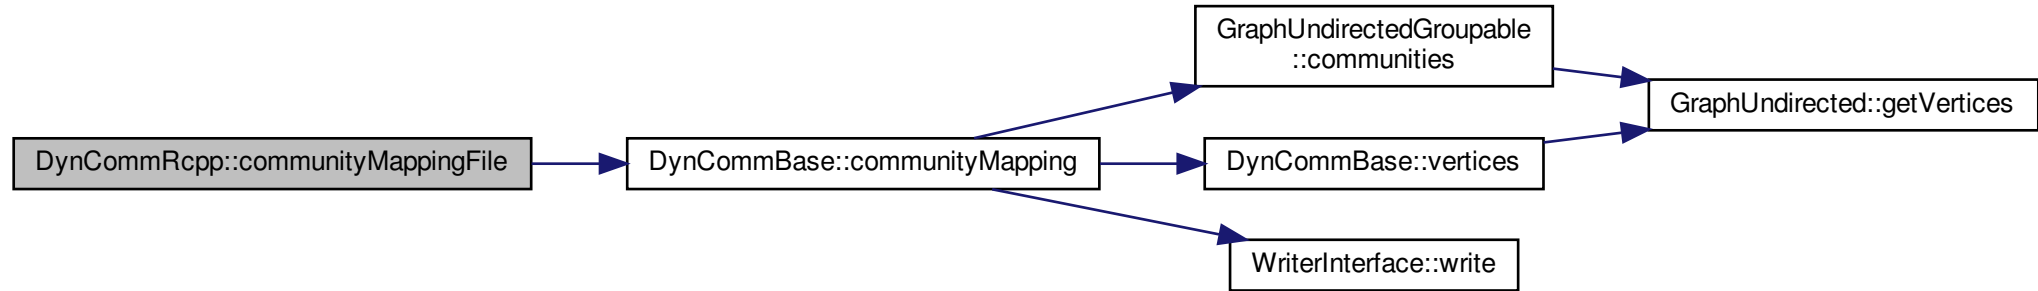 DynCommRcpp::communityMappingFile
DynCommBase::communityMapping
GraphUndirectedGroupable
::communities
DynCommBase::vertices
WriterInterface::write
GraphUndirected::getVertices